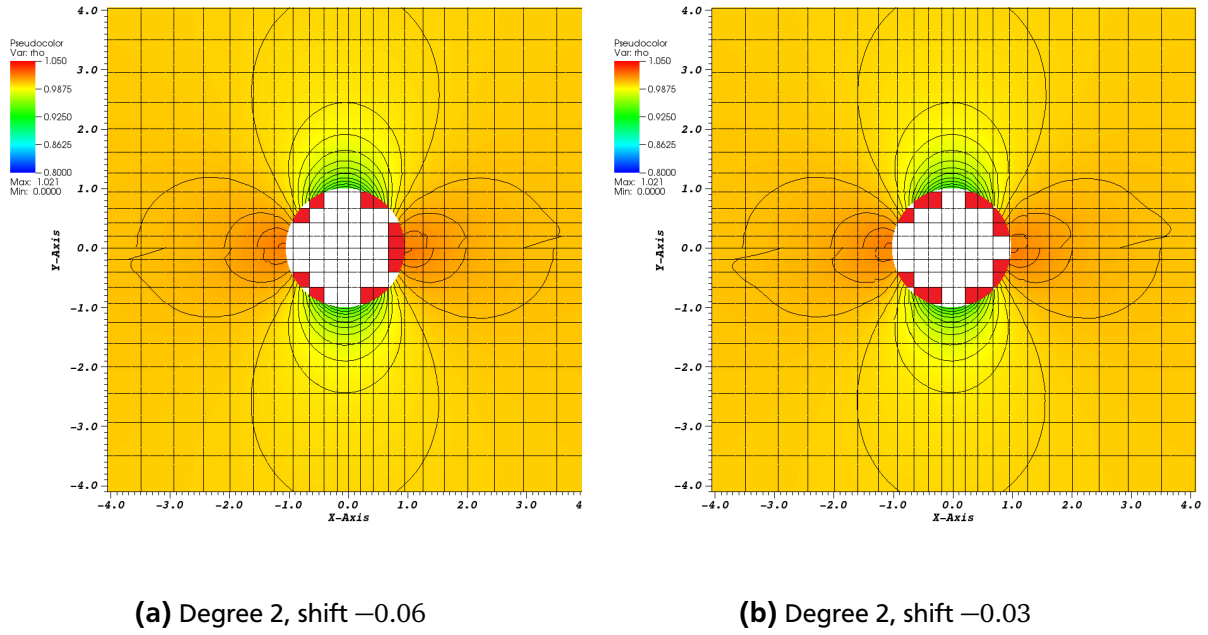 Pseudocolor
Var: rho
1.050
0.9875
0.9250
0.8625
0.8000
Max: 1.021
Min: 0.0000
4.0
3.0
2.0
1.0
0.0
-1.0
-2.0
-3.0
-4.0
Y-Axis
-4.0 -3.0 -2.0 -1.0 0.0 1.0 2.0 3.0 4
X-Axis
Pseudocolor
Var: rho
1.050
0.9875
0.9250
0.8625
0.8000
Max: 1.021
Min: 0.0000
4.0
3.0
2.0
1.0
0.0
-1.0
-2.0
-3.0
-4.0
Y-Axis
-4.0 -3.0 -2.0 -1.0 0.0 1.0 2.0 3.0 4.0
X-Axis
(a) Degree 2, shift −0.06
(b) Degree 2, shift −0.03